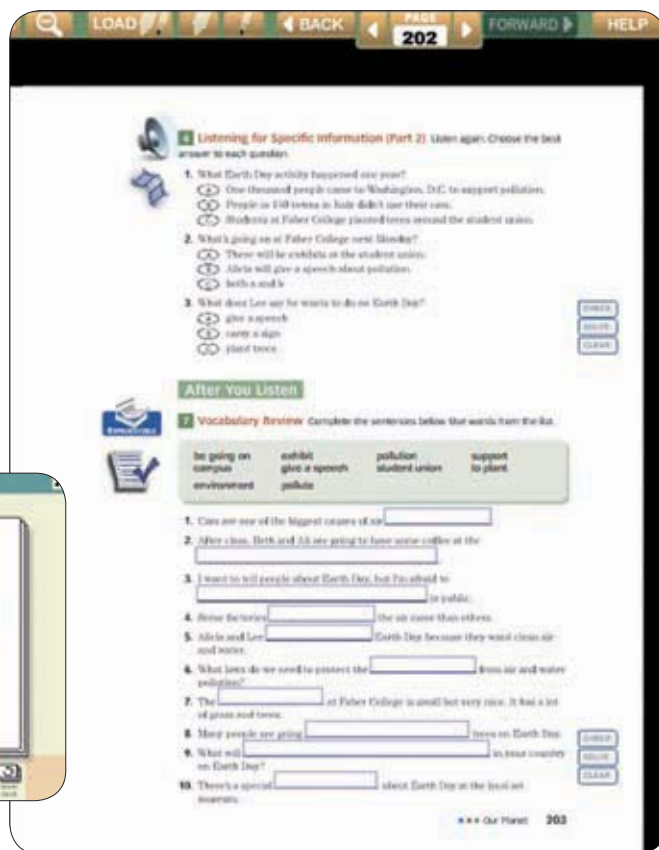 LOAD BACK PAGE 202 FORWARD HELP
6 Listening for Specific Information (Part 2) Listen again. Choose the best
answer to each question.
1. What Earth Day activity happened one year?
A One thousand people came to Washington, D.C. to support pollution.
B People in 150 towns in Italy didn't use their cars.
C Students at Faber College planted trees around the student union.
2. What's going on at Faber College next Monday?
A There will be exhibits at the student union.
B Alicia will give a speech about pollution.
C both a and b
3. What does Lee say he wants to do on Earth Day?
A give a speech
B carry a sign
C plant trees
CHECK
SOLVE
CLEAR
After You Listen
7 Vocabulary Review Complete the sentences below. Use words from the list.
be going on exhibit pollution support
campus give a speech student union to plant
environment pollute
1. Cars are one of the biggest causes of air
2. After class, Beth and Ali are going to have some coffee at the
3. I want to tell people about Earth Day, but I'm afraid to
in public.
4. Some factories the air more than others.
5. Alicia and Lee Earth Day because they want clean air
and water.
6. What laws do we need to protect the from air and water
pollution?
7. The at Faber College is small but very nice. It has a lot
of grass and trees.
8. Many people are going trees on Earth Day.
9. What will in your country
on Earth Day?
10. There's a special about Earth Day at the local art
museum.
CHECK
SOLVE
CLEAR
Our Planet 203